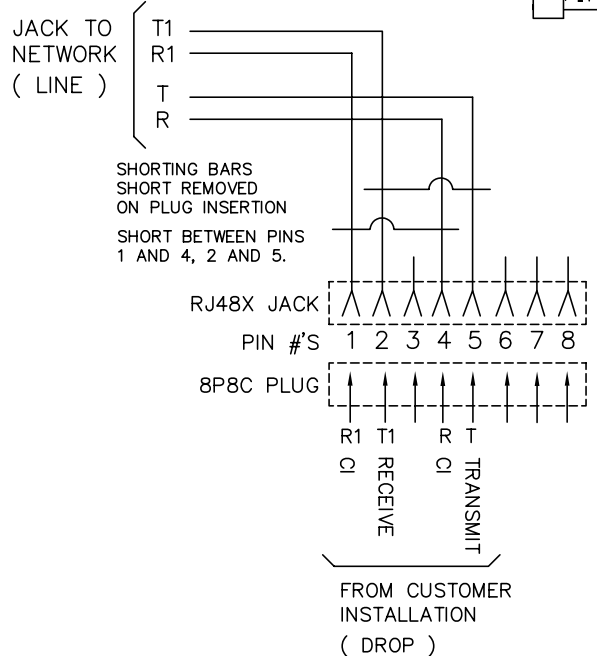 JACK TO
NETWORK
( LINE )
T1
R1
T
R
SHORTING BARS
SHORT REMOVED
ON PLUG INSERTION
SHORT BETWEEN PINS
1 AND 4, 2 AND 5.
RJ48X JACK
PIN #'S 1 2 3 4 5 6 7 8
8P8C PLUG
R1 T1 R T
CI RECEIVE CI TRANSMIT
FROM CUSTOMER
INSTALLATION
( DROP )